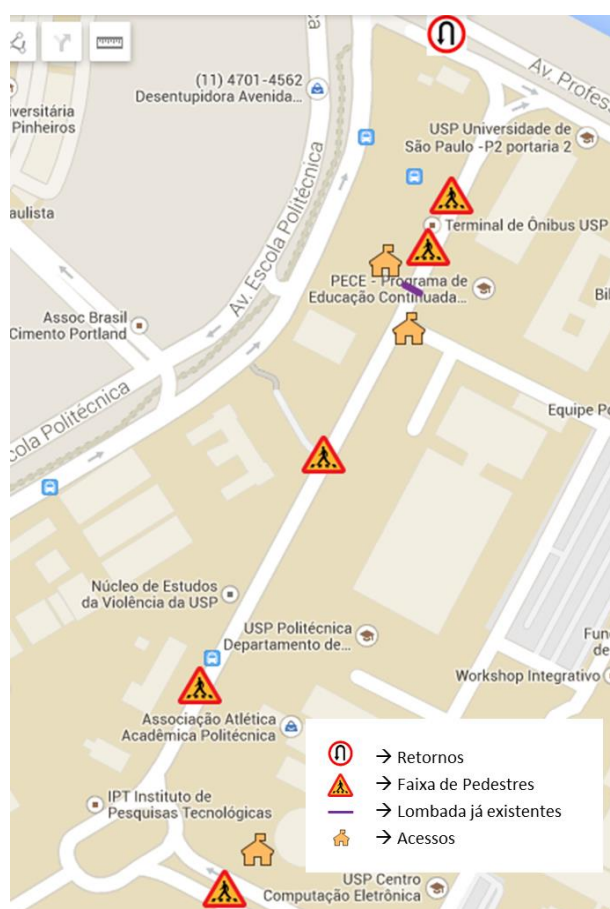 (11) 4701-4562
Desentupidora Avenida...
Av. Profes
versitária
Pinheiros
USP Universidade de
São Paulo -P2 portaria 2
aulista
Av. Escola Politécnica
Terminal de Ônibus USP
PECE - Programa de
Educação Continuada...
Bil
Assoc Brasil
Cimento Portland
Equipe Po
cola Politécnica
Núcleo de Estudos
da Violência da USP
USP Politécnica
Departamento de...
Fun
de
Workshop Integrativo
Associação Atlética
Acadêmica Politécnica
→ Retornos
→ Faixa de Pedestres
→ Lombada já existentes
→ Acessos
IPT Instituto de
Pesquisas Tecnológicas
USP Centro
Computação Eletrônica